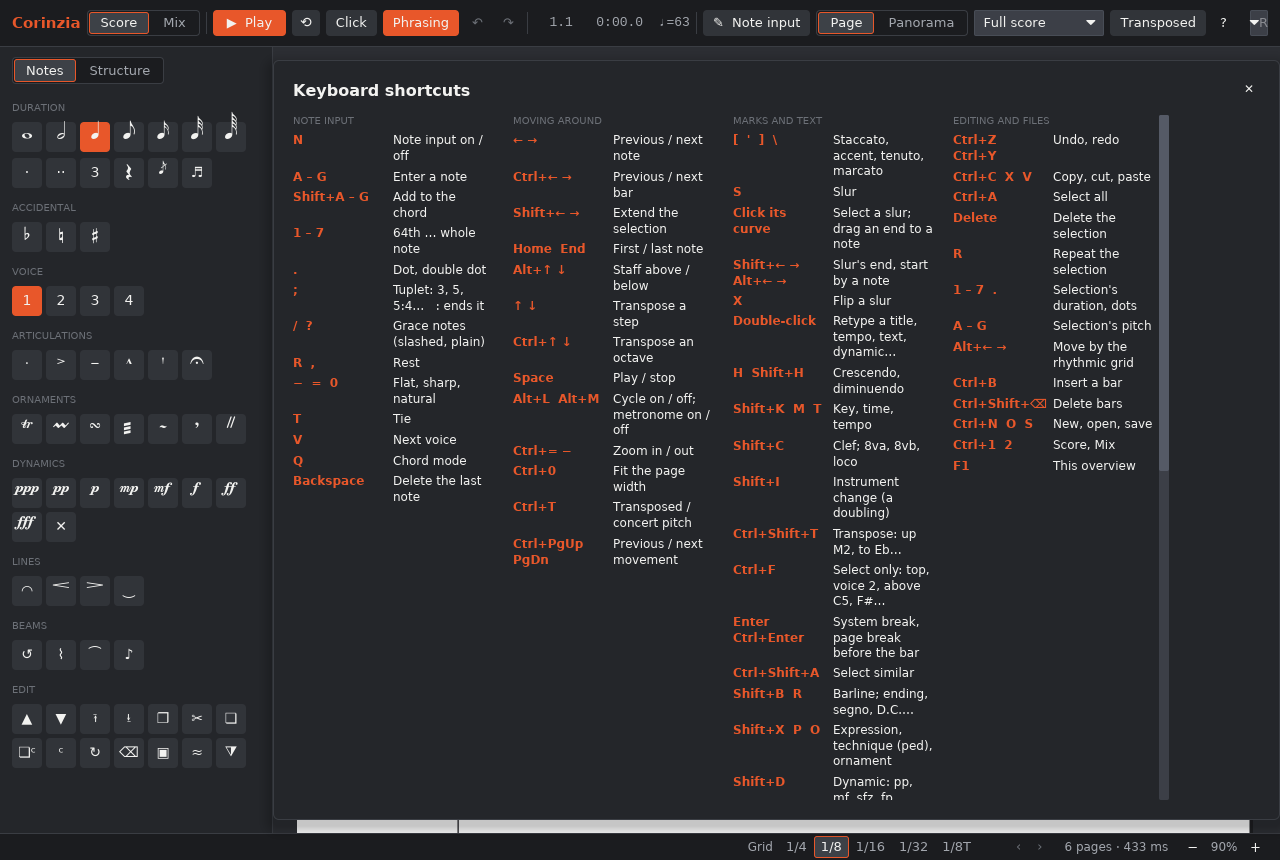 Corinzia Score Mix ▶ Play ⟲ Click Phrasing ↶ ↷ 1.1 0:00.0 ♩=63 ✎ Note input Page Panorama Full score Transposed ?
Notes Structure
DURATION
· ·· 3
ACCIDENTAL
♭ ♮ ♯
VOICE
1 2 3 4
ARTICULATIONS
ORNAMENTS
tr
DYNAMICS
ppp pp p mp mf f ff
fff ×
LINES
BEAMS
EDIT
Keyboard shortcuts ×
NOTE INPUT
N Note input on /
off
A – G Enter a note
Shift+A – G Add to the
chord
1 – 7 64th … whole
note
. Dot, double dot
; Tuplet: 3, 5,
5:4… : ends it
/ ? Grace notes
(slashed, plain)
R , Rest
− = 0 Flat, sharp,
natural
T Tie
V Next voice
Q Chord mode
Backspace Delete the last
note
MOVING AROUND
← → Previous / next
note
Ctrl+← → Previous / next
bar
Shift+← → Extend the
selection
Home End First / last note
Alt+↑ ↓ Staff above /
below
↑ ↓ Transpose a
step
Ctrl+↑ ↓ Transpose an
octave
Space Play / stop
Alt+L Alt+M Cycle on / off;
metronome on /
off
Ctrl+= − Zoom in / out
Ctrl+0 Fit the page
width
Ctrl+T Transposed /
concert pitch
Ctrl+PgUp Previous / next
PgDn movement
MARKS AND TEXT
[ ' ] \ Staccato,
accent, tenuto,
marcato
S Slur
Click its Select a slur;
curve drag an end to a
note
Shift+← → Slur's end, start
Alt+← → by a note
X Flip a slur
Double-click Retype a title,
tempo, text,
dynamic…
H Shift+H Crescendo,
diminuendo
Shift+K M T Key, time,
tempo
Shift+C Clef; 8va, 8vb,
loco
Shift+I Instrument
change (a
doubling)
Ctrl+Shift+T Transpose: up
M2, to Eb…
Ctrl+F Select only: top,
voice 2, above
C5, F#…
Enter System break,
Ctrl+Enter page break
before the bar
Ctrl+Shift+A Select similar
Shift+B R Barline; ending,
segno, D.C.…
Shift+X P O Expression,
technique (ped),
ornament
Shift+D Dynamic: pp,
mf, sfz, fp
EDITING AND FILES
Ctrl+Z Undo, redo
Ctrl+Y
Ctrl+C X V Copy, cut, paste
Ctrl+A Select all
Delete Delete the
selection
R Repeat the
selection
1 – 7 . Selection's
duration, dots
A – G Selection's pitch
Alt+← → Move by the
rhythmic grid
Ctrl+B Insert a bar
Ctrl+Shift+⌫ Delete bars
Ctrl+N O S New, open, save
Ctrl+1 2 Score, Mix
F1 This overview
Grid 1/4 1/8 1/16 1/32 1/8T ‹ › 6 pages · 433 ms − 90% +